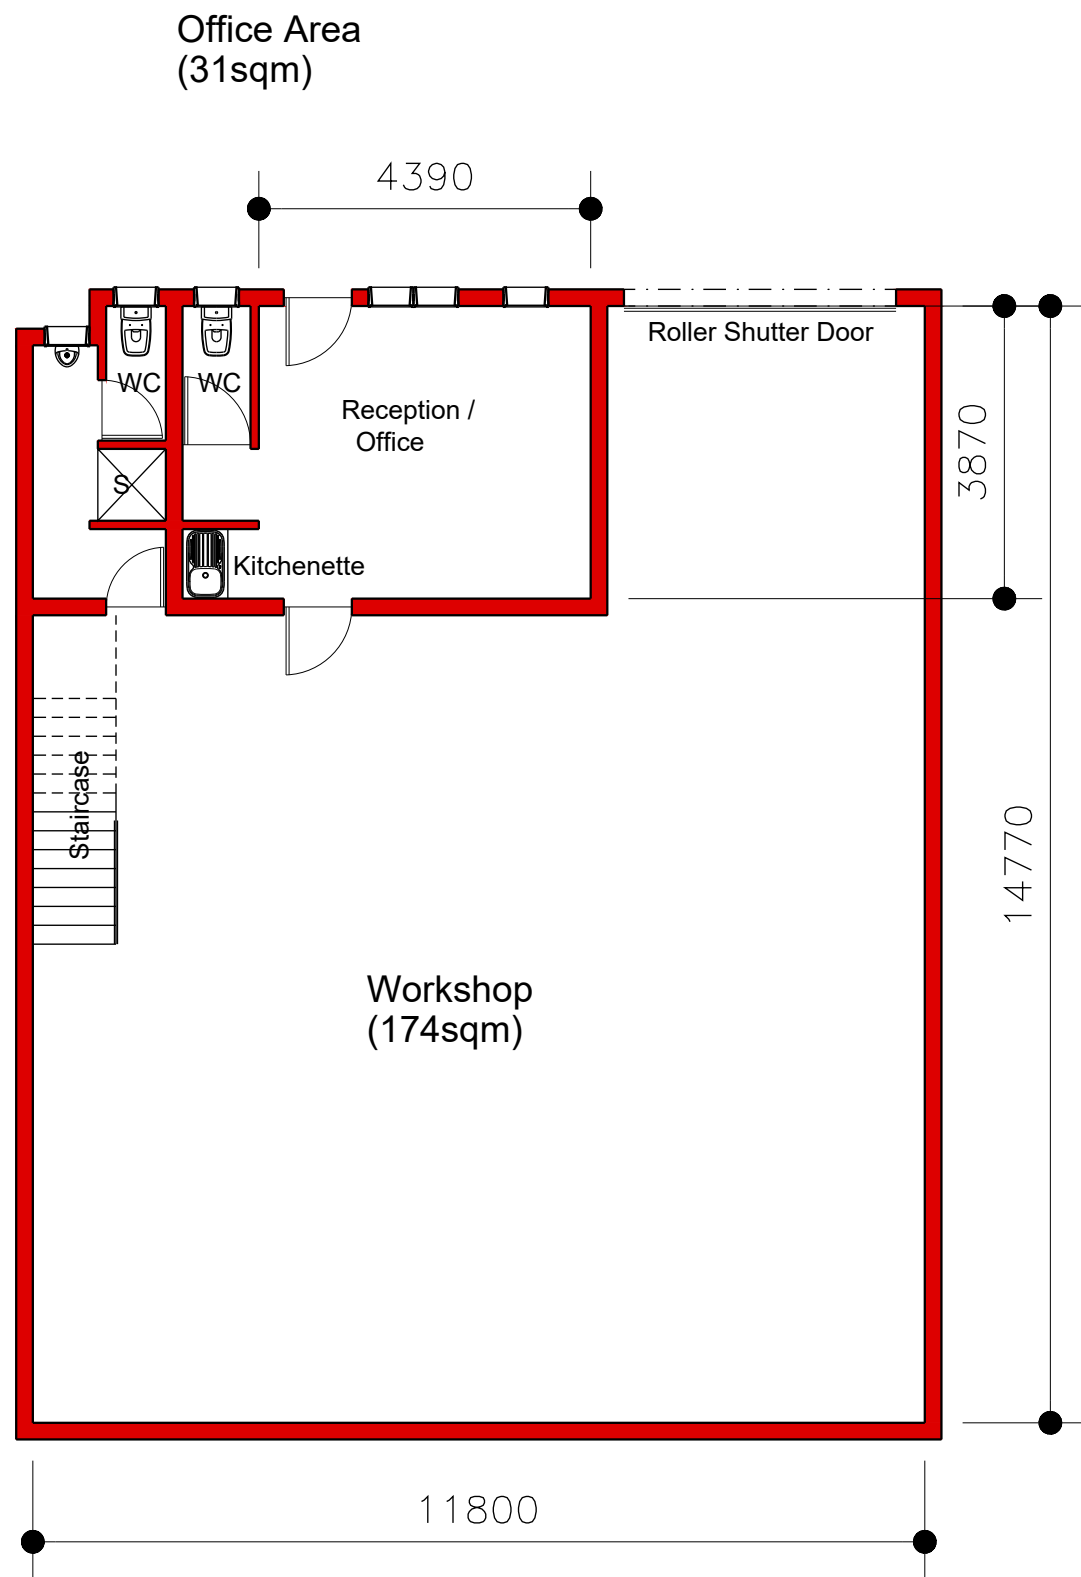 Office Area
(31sqm)
4390
Roller Shutter Door
WC
WC
Reception /
Office
3870
S
Kitchenette
Staircase
14770
Workshop
(174sqm)
11800